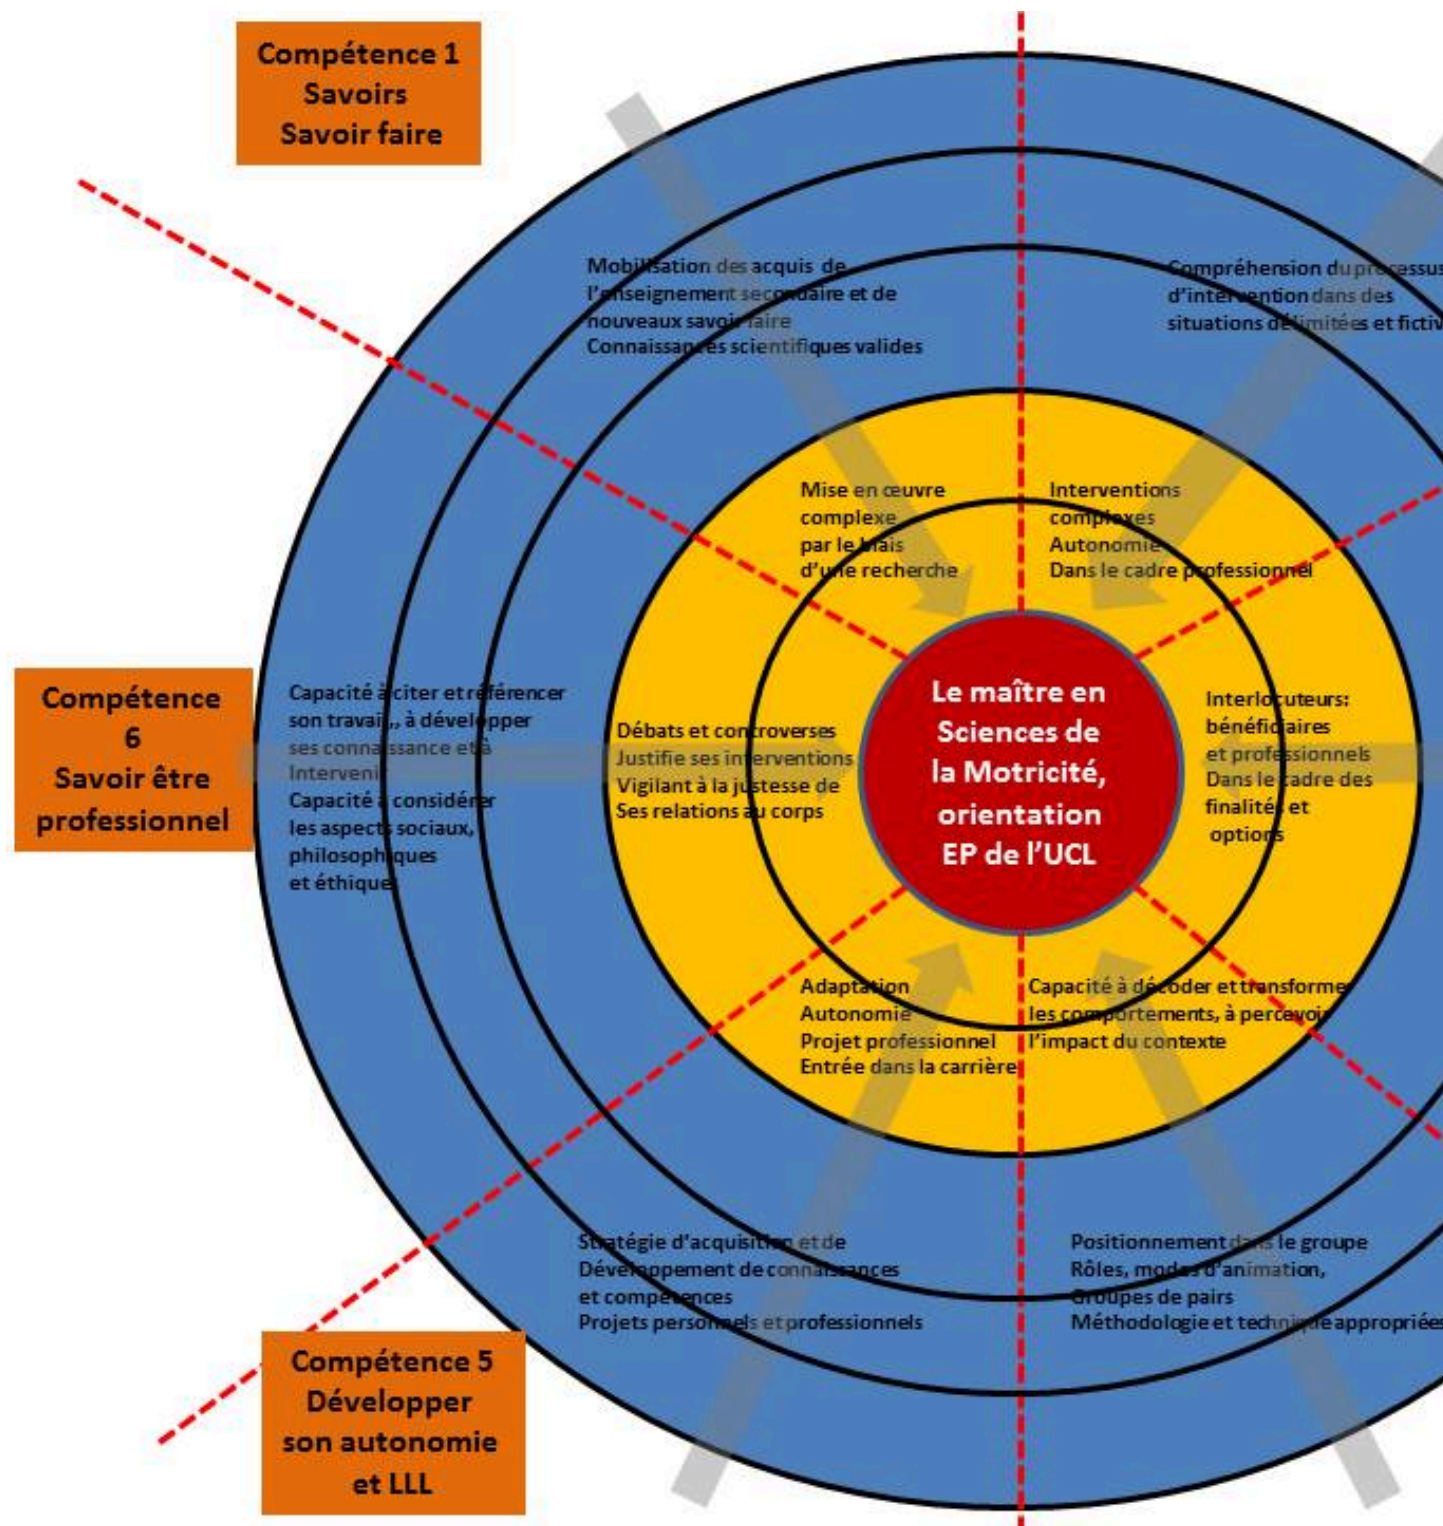 Compétence 1
Savoirs
Savoir faire
Mobilisation des acquis de
l'enseignement secondaire et de
nouveaux savoir faire
Connaissances scientifiques valides
Compréhension du processus
d'intervention dans des
situations délimitées et fictiv
Mise en œuvre
complexe
par le biais
d'une recherche
Interventions
complexes
Autonomie
Dans le cadre professionnel
Compétence
6
Savoir être
professionnel
Capacité à citer et référencer
son travail,, à développer
ses connaissance et à
Intervenir
Capacité à considérer
les aspects sociaux,
philosophiques
et éthiques
Débats et controverses
Justifie ses interventions
Vigilant à la justesse de
Ses relations au corps
Le maître en
Sciences de
la Motricité,
orientation
EP de l'UCL
Interlocuteurs:
bénéficiaires
et professionnels
Dans le cadre des
finalités et
options
Adaptation
Autonomie
Projet professionnel
Entrée dans la carrière
Capacité à décoder et transformer
les comportements, à percevoir
l'impact du contexte
Stratégie d'acquisition et de
Développement de connaissances
et compétences
Projets personnels et professionnels
Positionnement dans le groupe
Rôles, modes d'animation,
Groupes de pairs
Méthodologie et technique appropriées
Compétence 5
Développer
son autonomie
et LLL